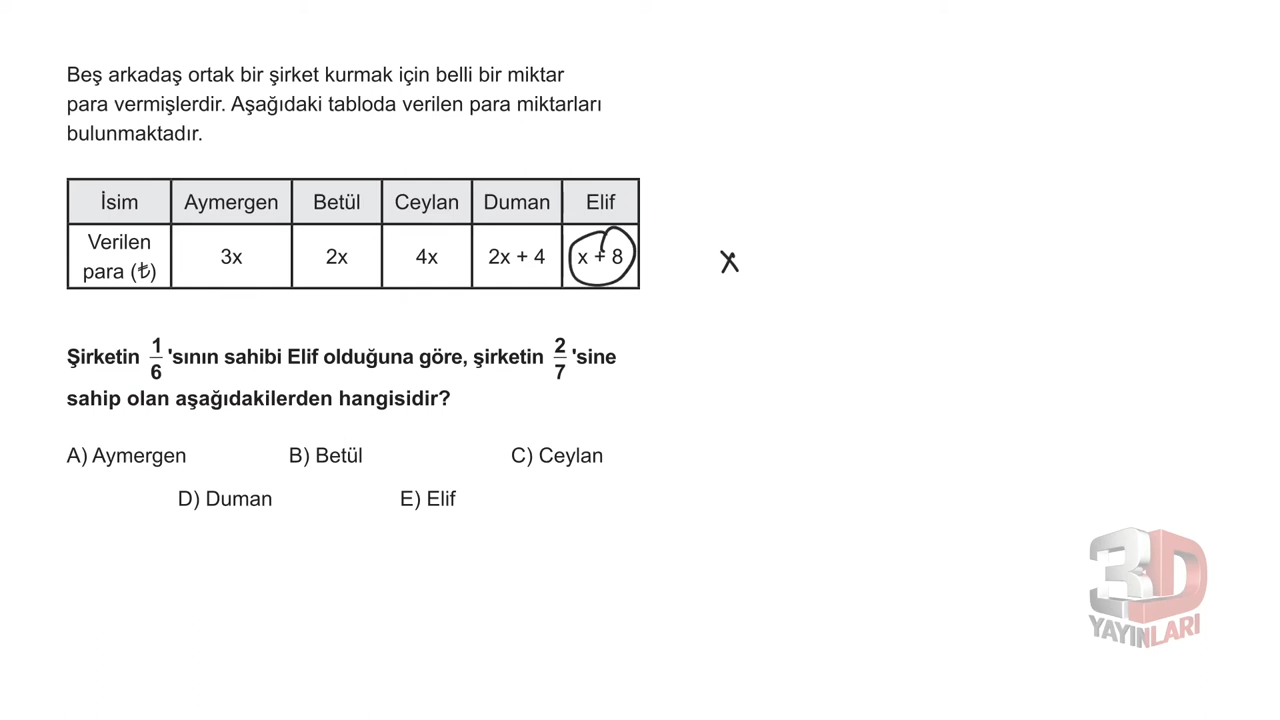 Beş arkadaş ortak bir şirket kurmak için belli bir miktar
para vermişlerdir. Aşağıdaki tabloda verilen para miktarları
bulunmaktadır.
İsim Aymergen Betül Ceylan Duman Elif
Verilen
para (₺) 3x 2x 4x 2x + 4 x + 8
x
Şirketin 1/6 'sının sahibi Elif olduğuna göre, şirketin 2/7 'sine
sahip olan aşağıdakilerden hangisidir?
A) Aymergen B) Betül C) Ceylan
D) Duman E) Elif
3D
YAYINLARI